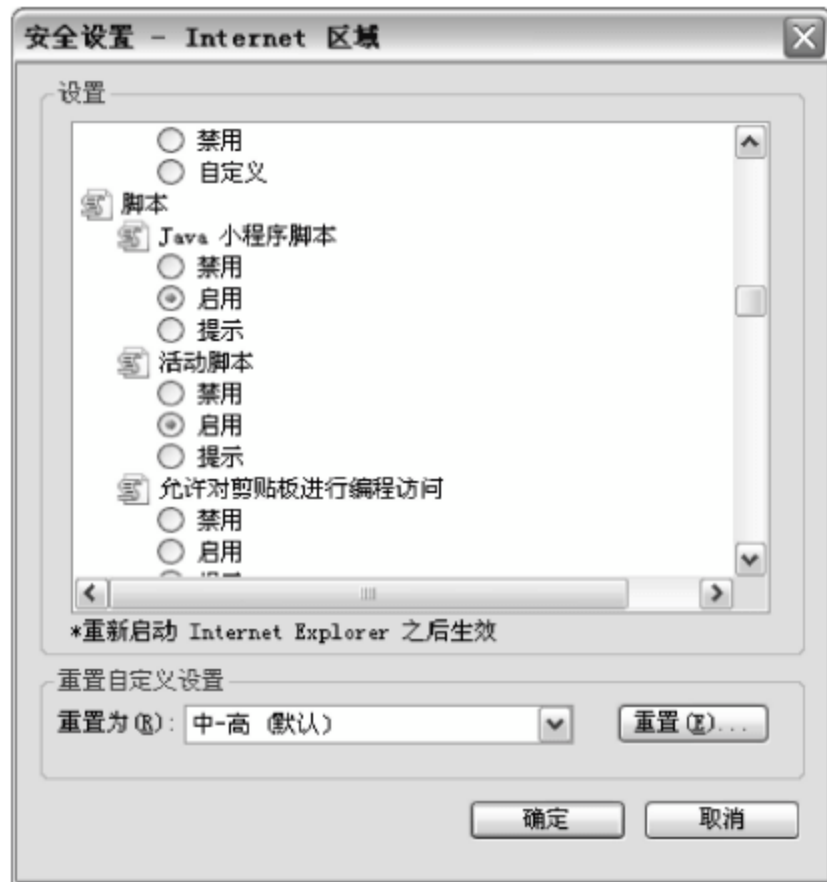 安全设置 - Internet 区域
设置
禁用
自定义
脚本
Java 小程序脚本
禁用
启用
提示
活动脚本
禁用
启用
提示
允许对剪贴板进行编程访问
禁用
启用
*重新启动 Internet Explorer 之后生效
重置自定义设置
重置为(R): 中-高 (默认) 重置(E)...
确定 取消